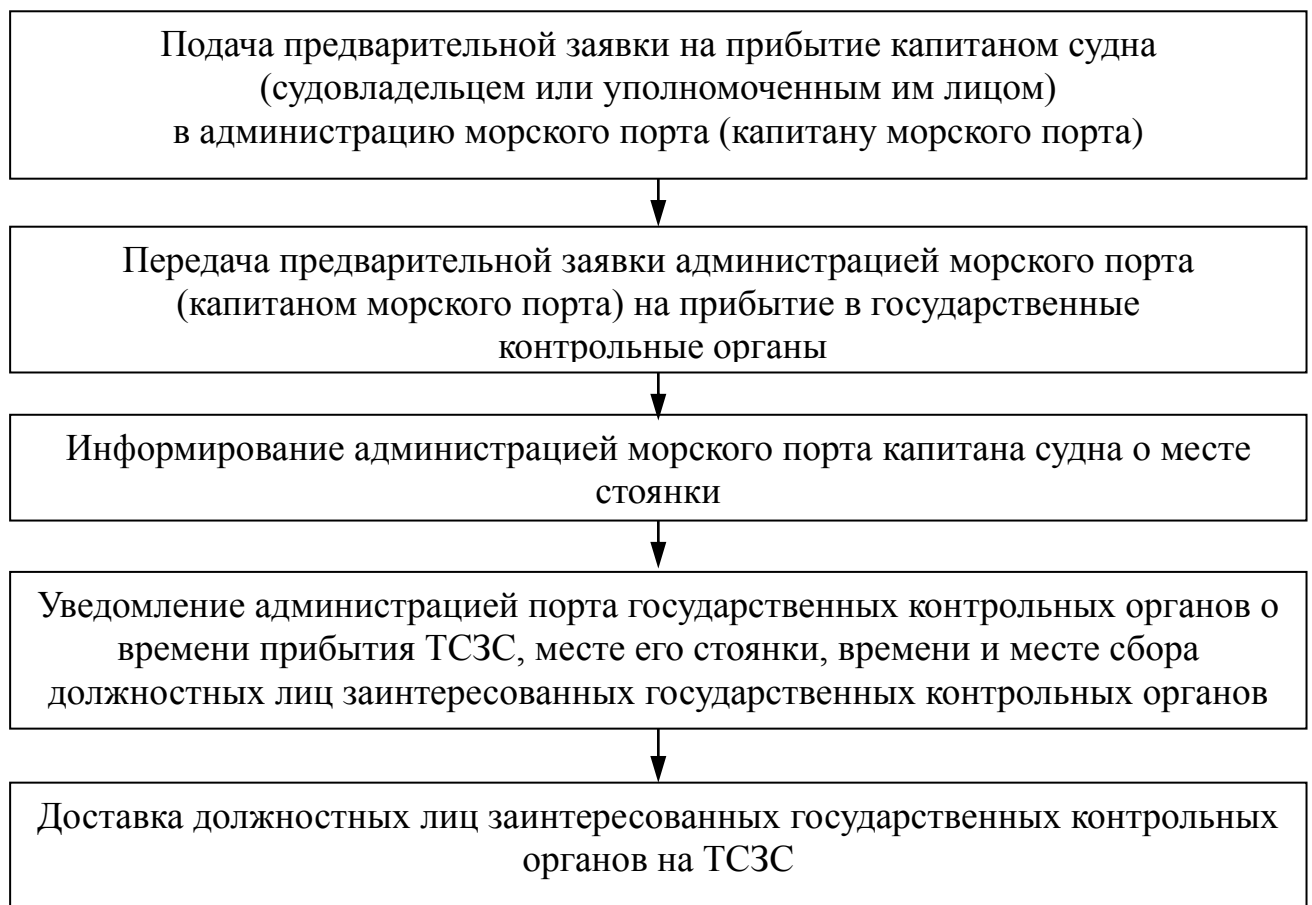 Подача предварительной заявки на прибытие капитаном судна
(судовладельцем или уполномоченным им лицом)
в администрацию морского порта (капитану морского порта)
Передача предварительной заявки администрацией морского порта
(капитаном морского порта) на прибытие в государственные
контрольные органы
Информирование администрацией морского порта капитана судна о месте
стоянки
Уведомление администрацией порта государственных контрольных органов о
времени прибытия ТСЗС, месте его стоянки, времени и месте сбора
должностных лиц заинтересованных государственных контрольных органов
Доставка должностных лиц заинтересованных государственных контрольных
органов на ТСЗС